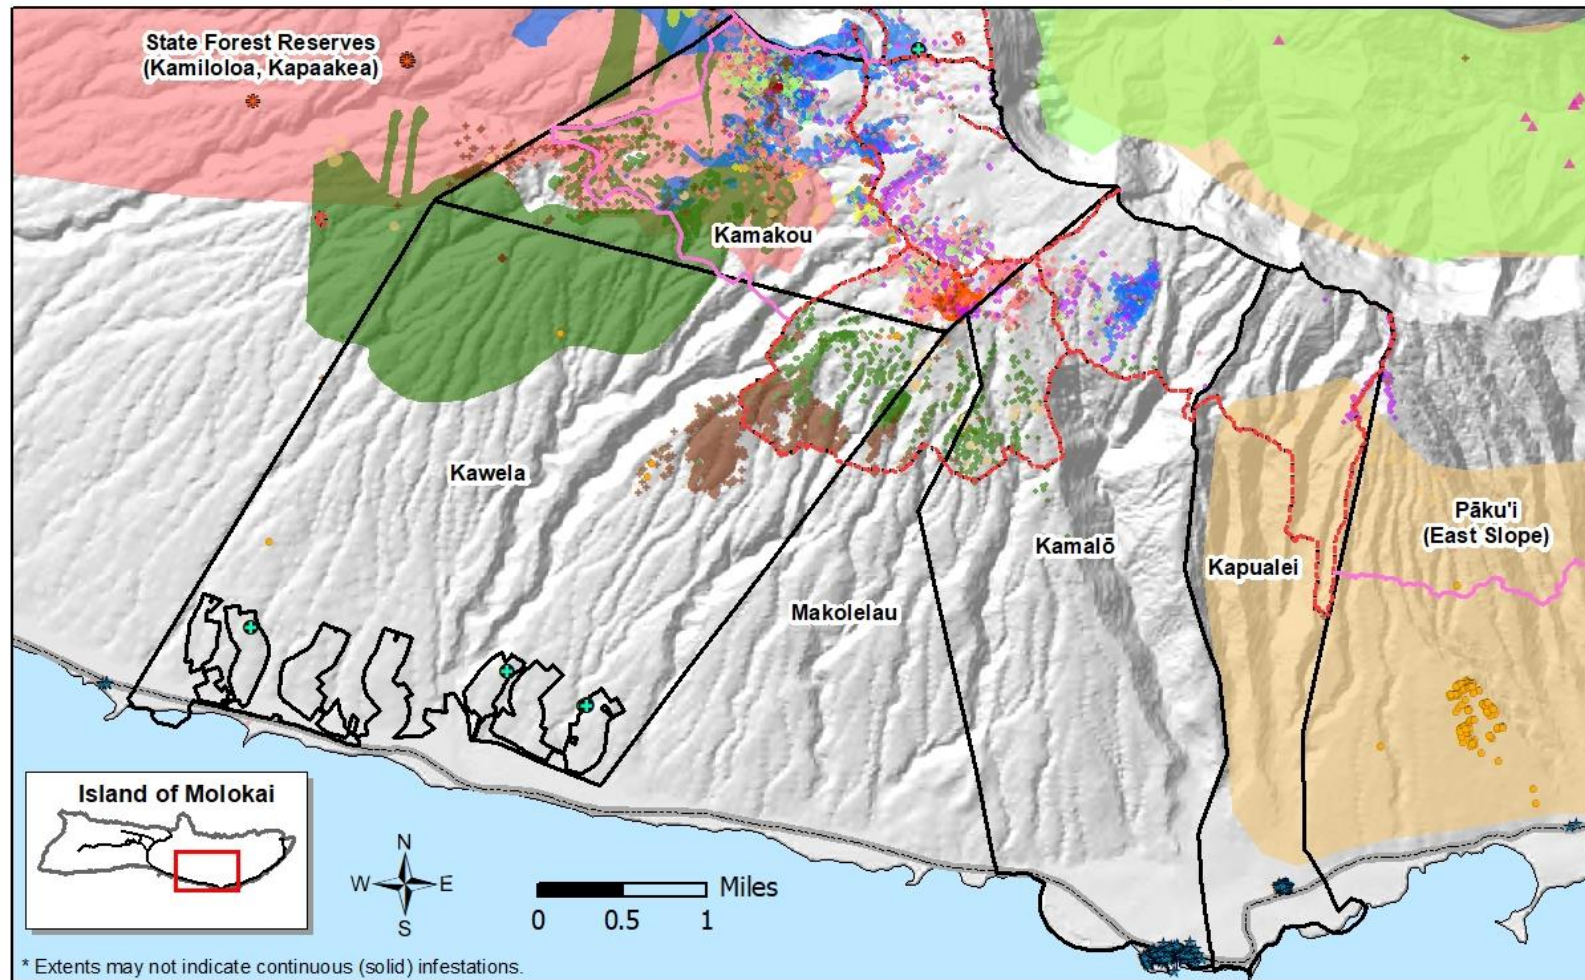 State Forest Reserves
(Kamiloloa, Kapaakea)
Kamakou
Kawela
Pāku'i
(East Slope)
Kamalō
Kapualei
Makolelau
Island of Molokai
N
W E
S
Miles
0 0.5 1
* Extents may not indicate continuous (solid) infestations.